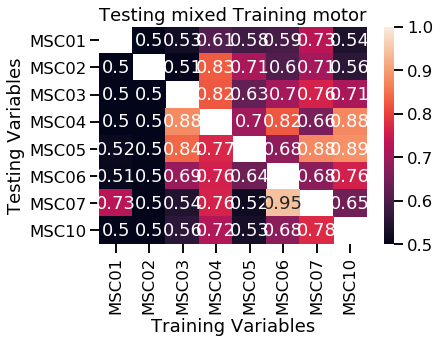 Testing mixed Training motor
MSC01 0.5 0.53 0.61 0.58 0.59 0.73 0.54
MSC02 0.5 0.51 0.83 0.71 0.6 0.71 0.56
MSC03 0.5 0.5 0.82 0.63 0.7 0.76 0.71
MSC04 0.5 0.5 0.88 0.7 0.82 0.66 0.88
MSC05 0.52 0.5 0.84 0.77 0.68 0.88 0.89
MSC06 0.51 0.5 0.69 0.76 0.64 0.68 0.76
MSC07 0.73 0.5 0.54 0.76 0.52 0.95 0.65
MSC10 0.5 0.5 0.56 0.72 0.53 0.68 0.78
Testing Variables
MSC01 MSC02 MSC03 MSC04 MSC05 MSC06 MSC07 MSC10
Training Variables
1.0
0.9
0.8
0.7
0.6
0.5